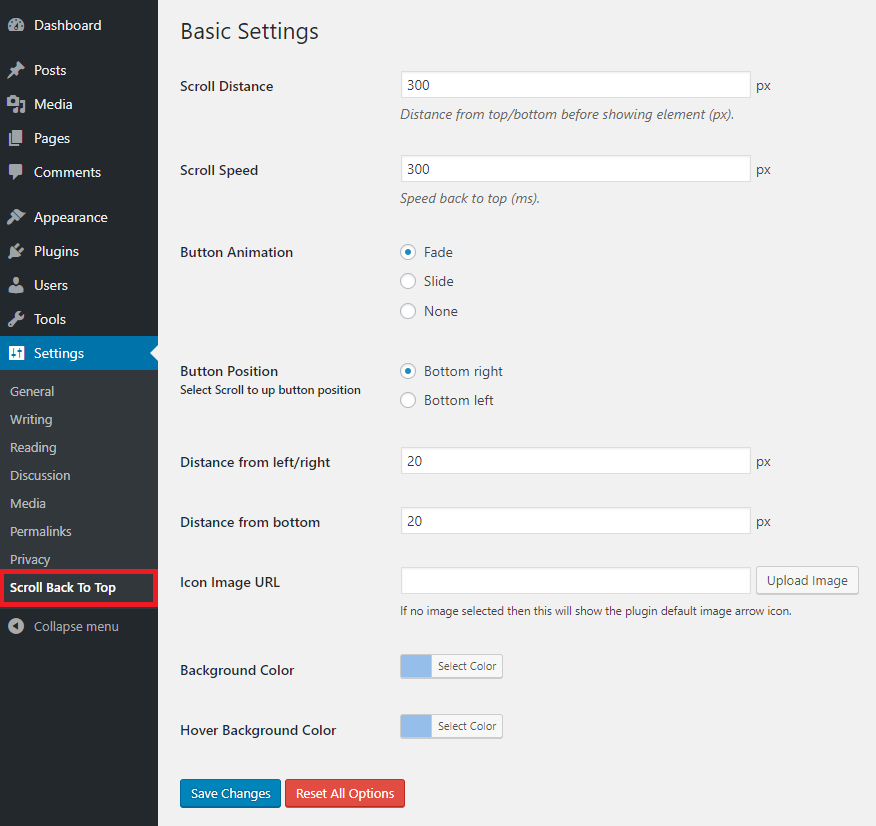 Dashboard
Posts
Media
Pages
Comments
Appearance
Plugins
Users
Tools
Settings
General
Writing
Reading
Discussion
Media
Permalinks
Privacy
Scroll Back To Top
Collapse menu
Basic Settings
Scroll Distance
300 px
Distance from top/bottom before showing element (px).
Scroll Speed
300 px
Speed back to top (ms).
Button Animation
Fade
Slide
None
Button Position
Select Scroll to up button position
Bottom right
Bottom left
Distance from left/right
20 px
Distance from bottom
20 px
Icon Image URL
Upload Image
If no image selected then this will show the plugin default image arrow icon.
Background Color
Select Color
Hover Background Color
Select Color
Save Changes
Reset All Options